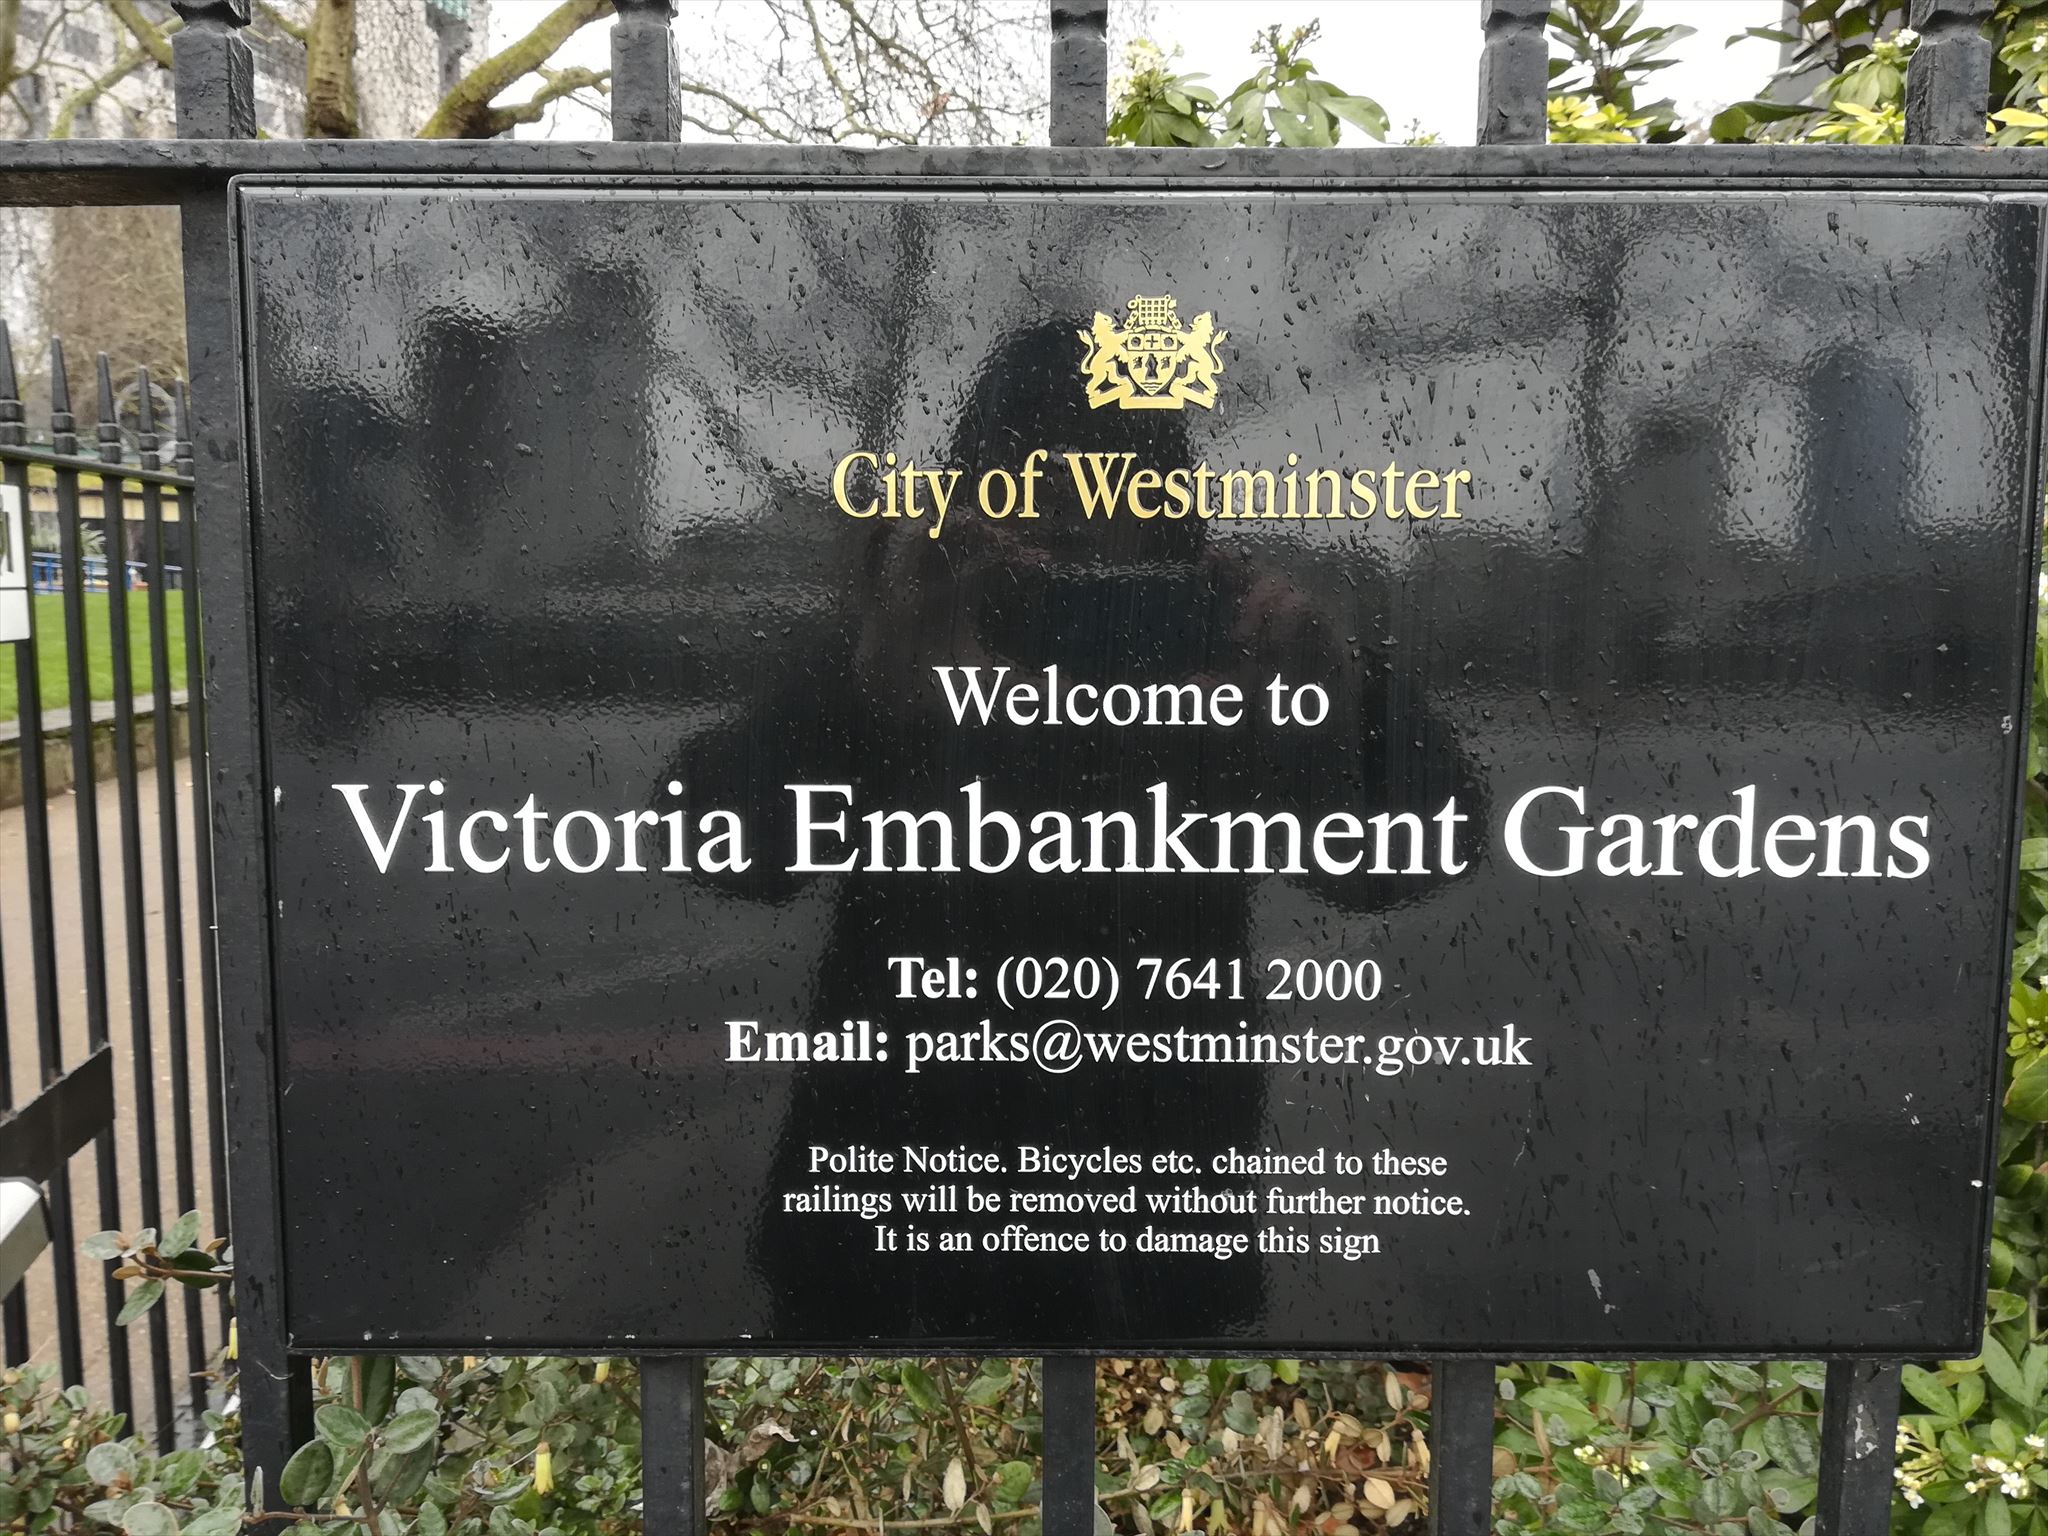 City of Westminster
Welcome to
Victoria Embankment Gardens
Tel: (020) 7641 2000
Email: parks@westminster.gov.uk
Polite Notice. Bicycles etc. chained to these
railings will be removed without further notice.
It is an offence to damage this sign